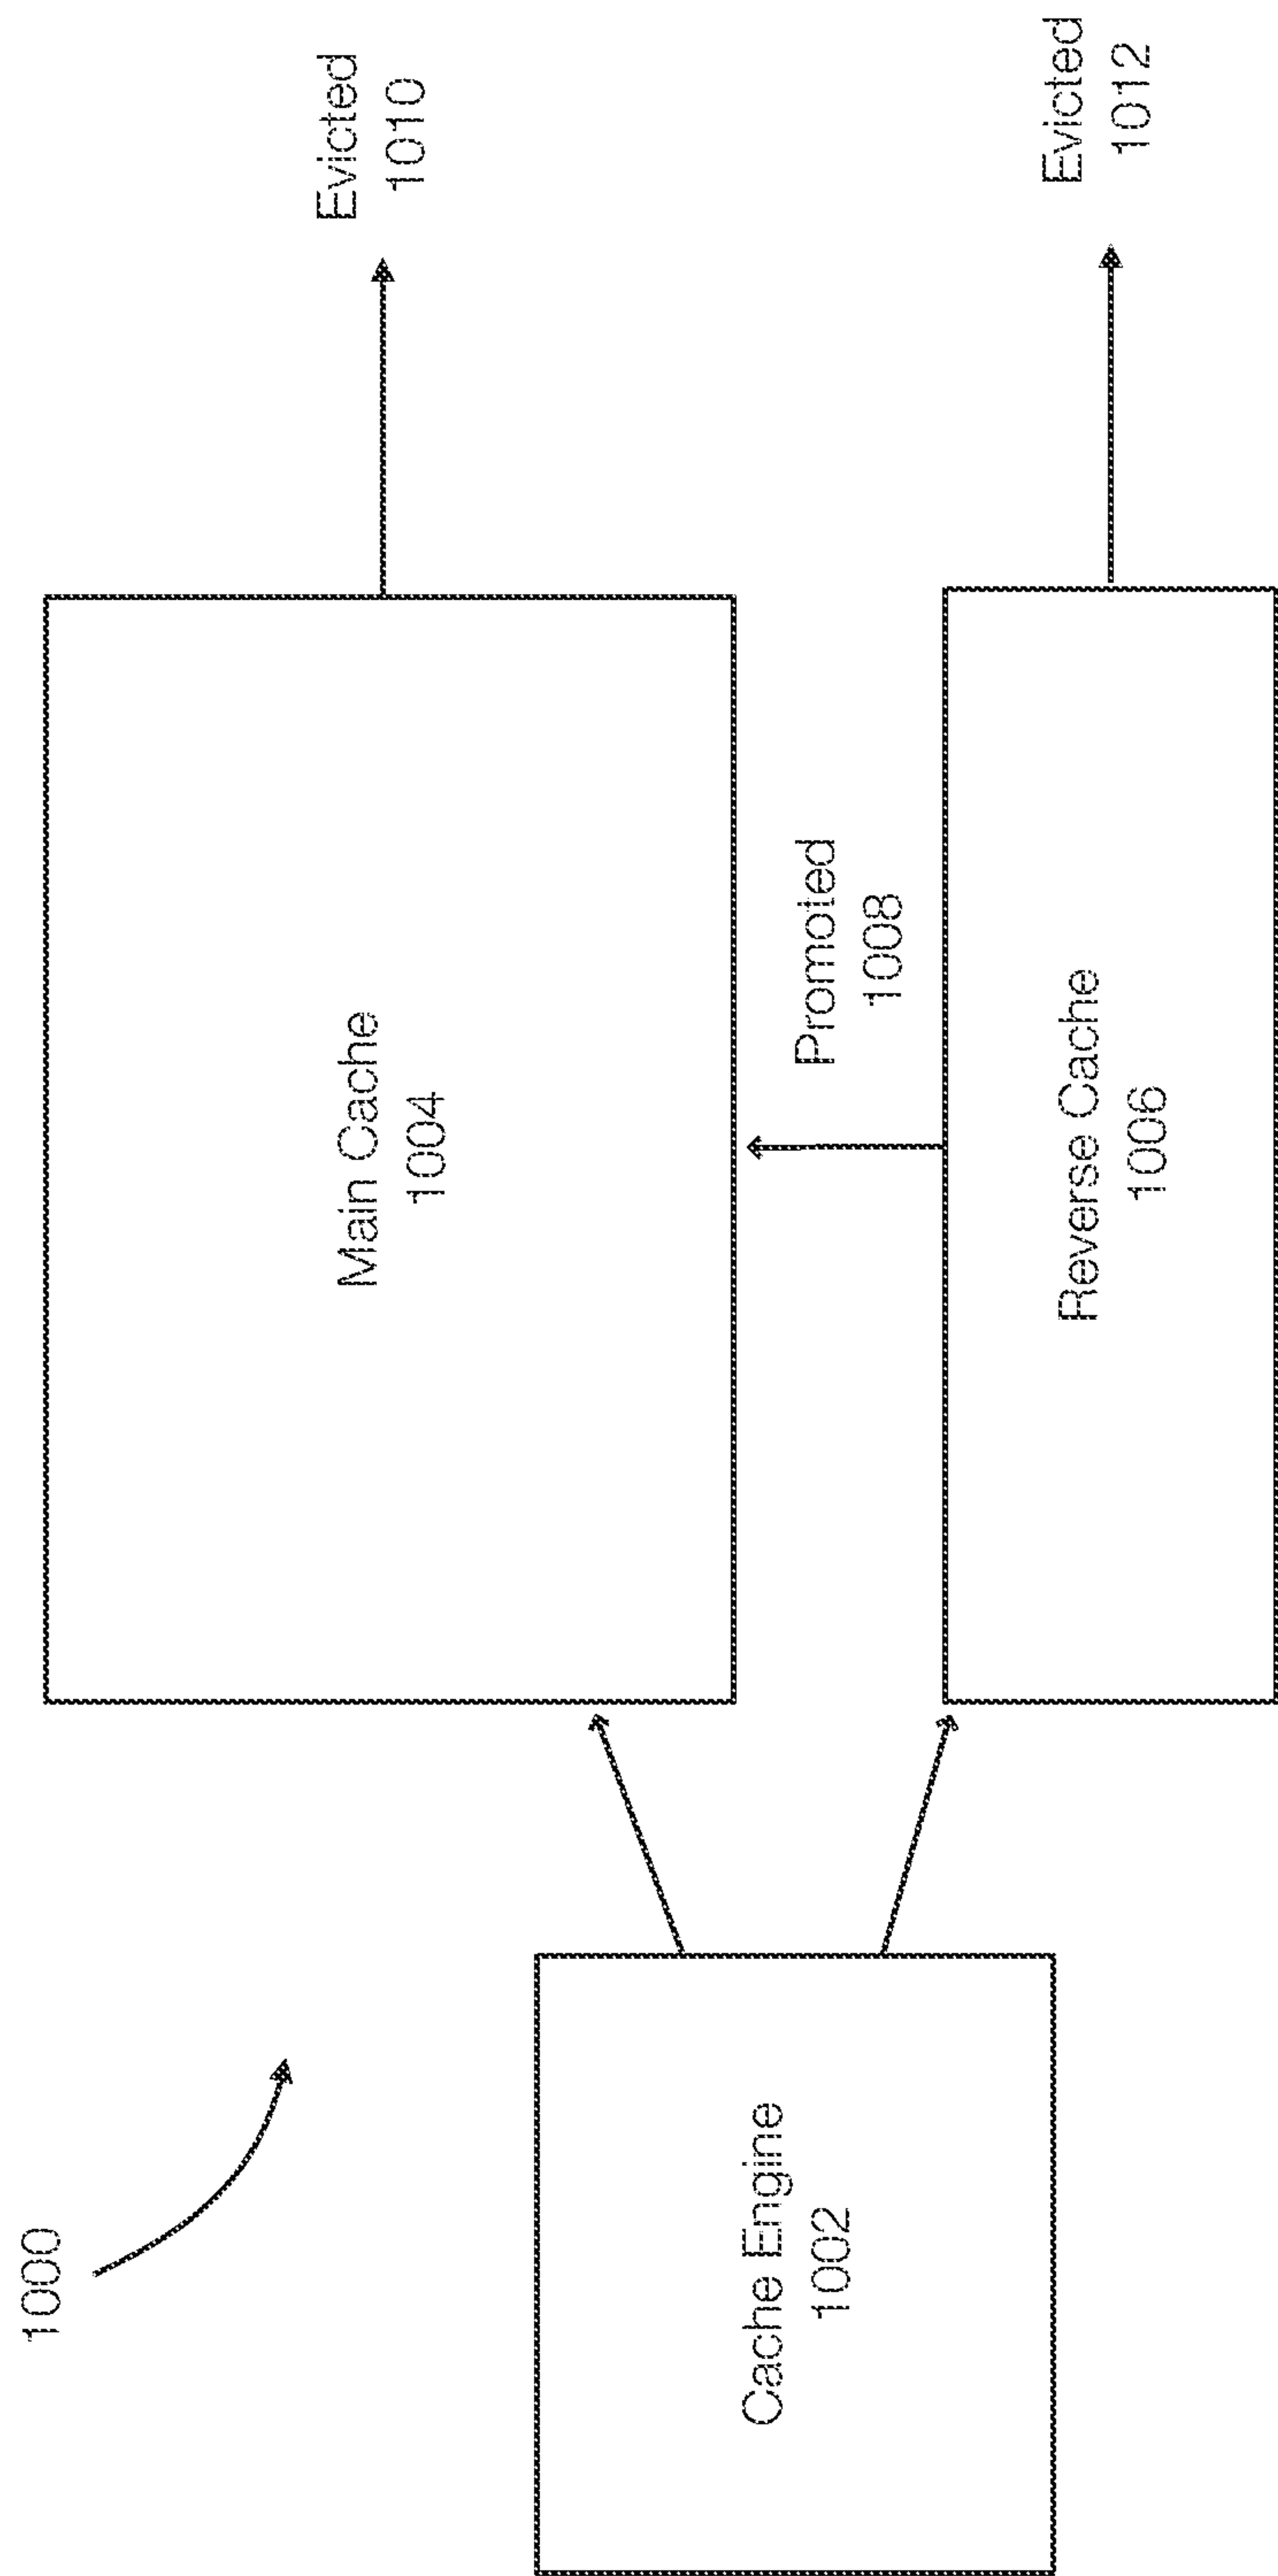 1000
Cache Engine
1002
Main Cache
1004
Promoted
1008
Reverse Cache
1006
Evicted
1010
Evicted
1012